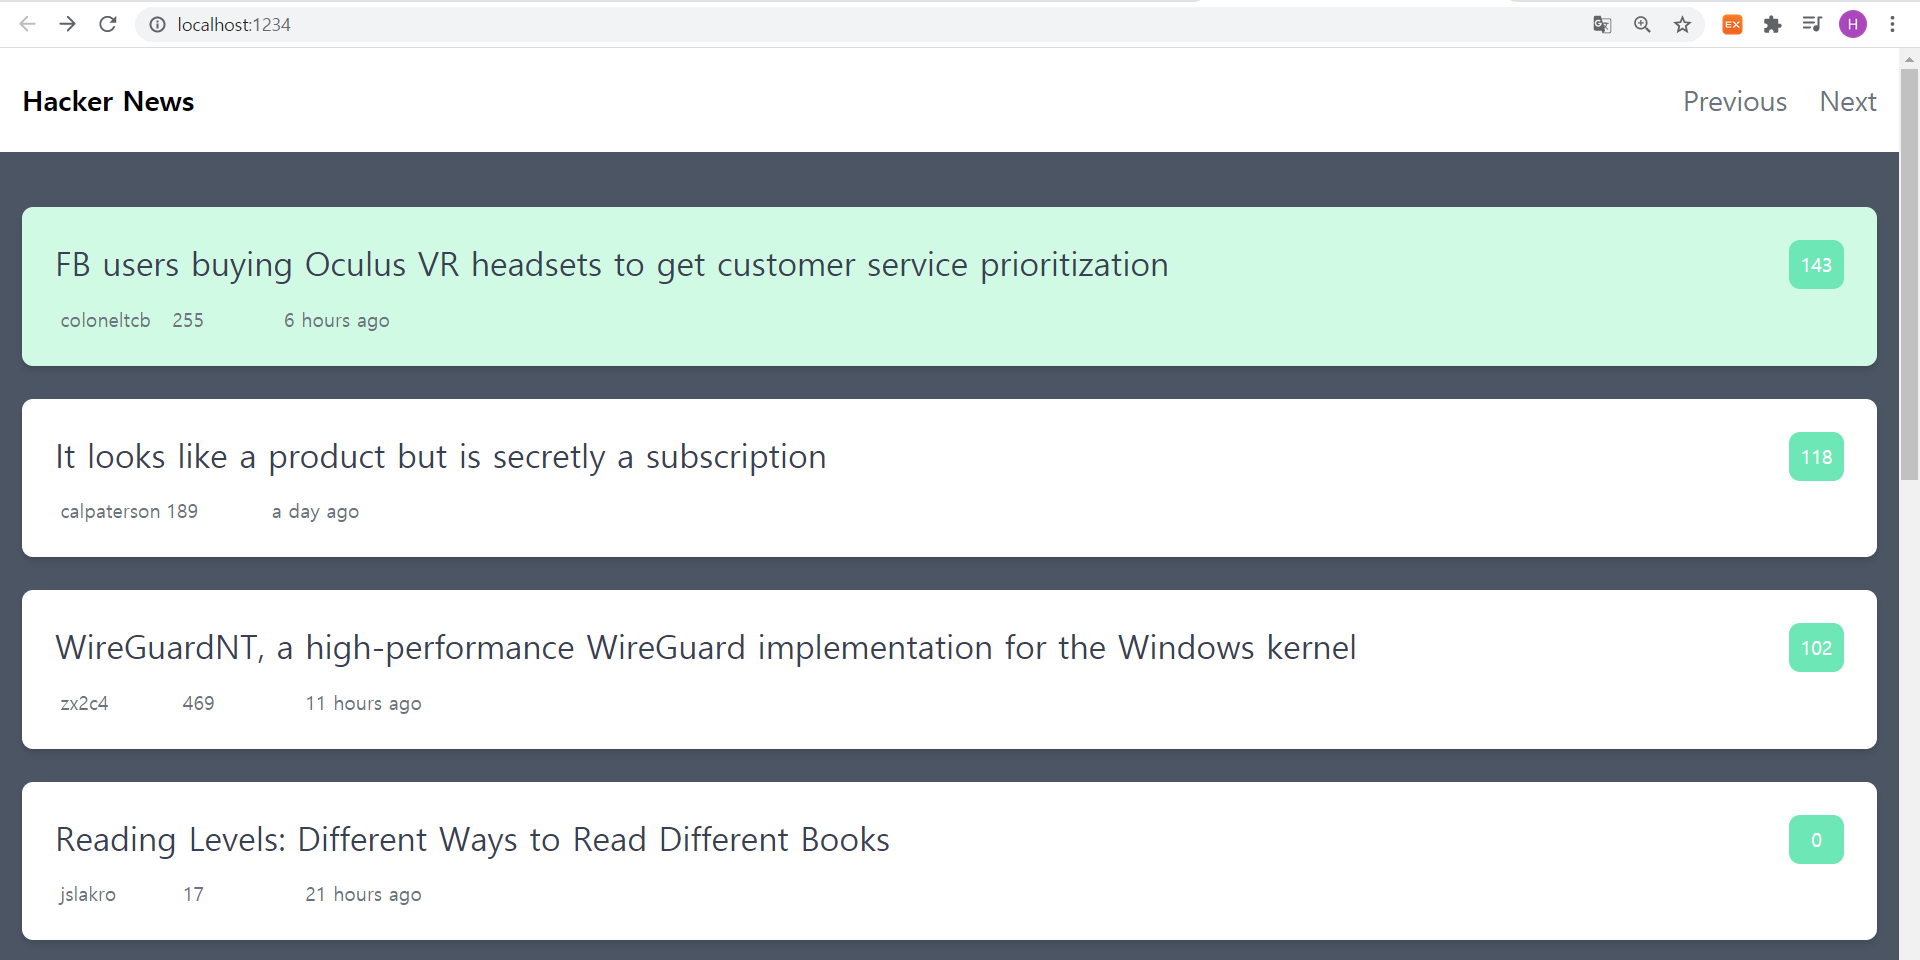 localhost:1234
EX
H
Hacker News
Previous Next
FB users buying Oculus VR headsets to get customer service prioritization
143
coloneltcb 255 6 hours ago
It looks like a product but is secretly a subscription
118
calpaterson 189 a day ago
WireGuardNT, a high-performance WireGuard implementation for the Windows kernel
102
zx2c4 469 11 hours ago
Reading Levels: Different Ways to Read Different Books
0
jslakro 17 21 hours ago